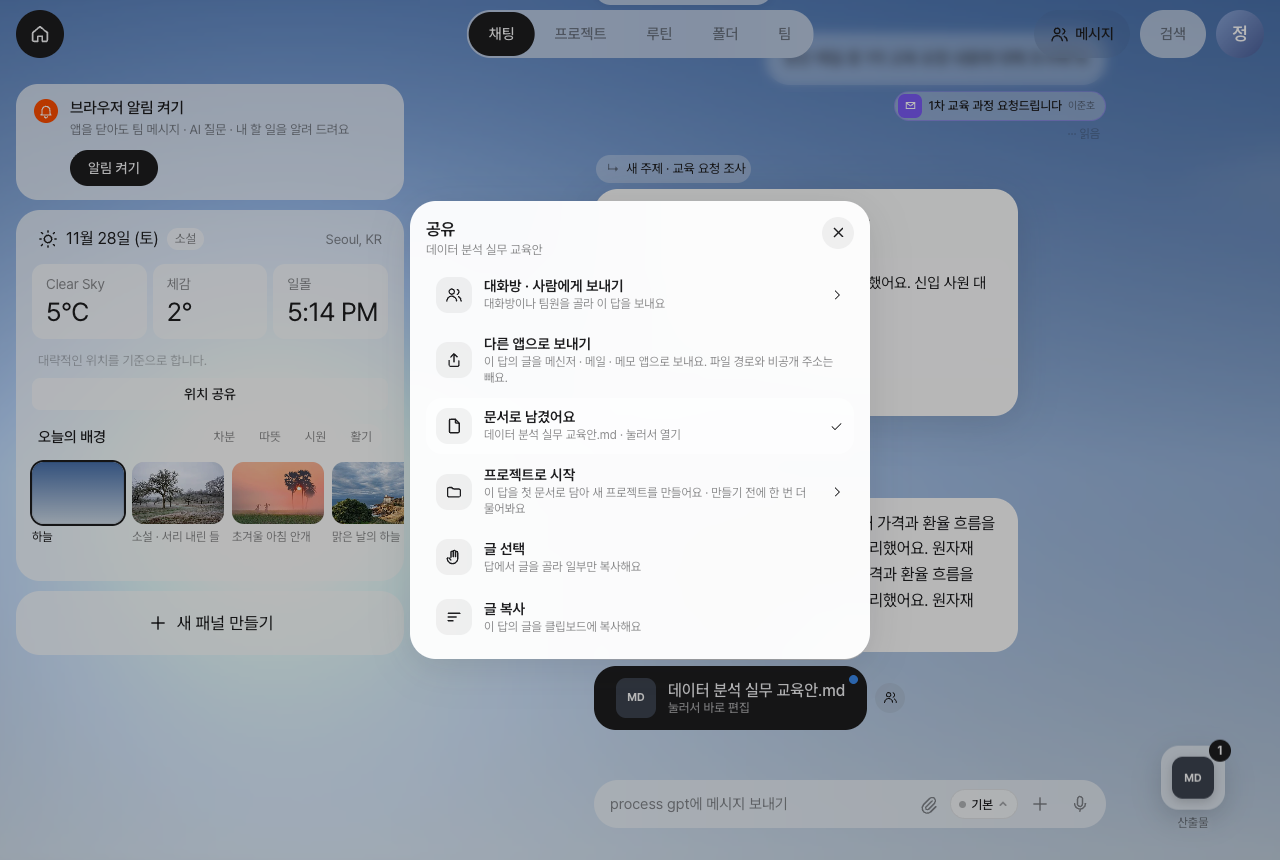 채팅
프로젝트
루틴
폴더
팀
메시지
검색
정
브라우저 알림 켜기
앱을 닫아도 팀 메시지 · AI 질문 · 내 할 일을 알려 드려요
알림 켜기
1차 교육 과정 요청드립니다 이준호
읽음
새 주제 · 교육 요청 조사
11월 28일 (토) 소설
Seoul, KR
Clear Sky
5°C
체감
2°
일몰
5:14 PM
대략적인 위치를 기준으로 합니다.
위치 공유
오늘의 배경
차분
따뜻
시원
활기
하늘
소설 · 서리 내린 들
초겨울 아침 안개
맑은 날의 하늘
새 패널 만들기
공유
데이터 분석 실무 교육안
대화방 · 사람에게 보내기
대화방이나 팀원을 골라 이 답을 보내요
다른 앱으로 보내기
이 답의 글을 메신저 · 메일 · 메모 앱으로 보내요. 파일 경로와 비공개 주소는
빼요.
문서로 남겼어요
데이터 분석 실무 교육안.md · 눌러서 열기
프로젝트로 시작
이 답을 첫 문서로 담아 새 프로젝트를 만들어요 · 만들기 전에 한 번 더
물어봐요
글 선택
답에서 글을 골라 일부만 복사해요
글 복사
이 답의 글을 클립보드에 복사해요
했어요. 신입 사원 대
가격과 환율 흐름을
리했어요. 원자재
격과 환율 흐름을
리했어요. 원자재
MD
데이터 분석 실무 교육안.md
눌러서 바로 편집
process gpt에 메시지 보내기
기본
1
MD
산출물